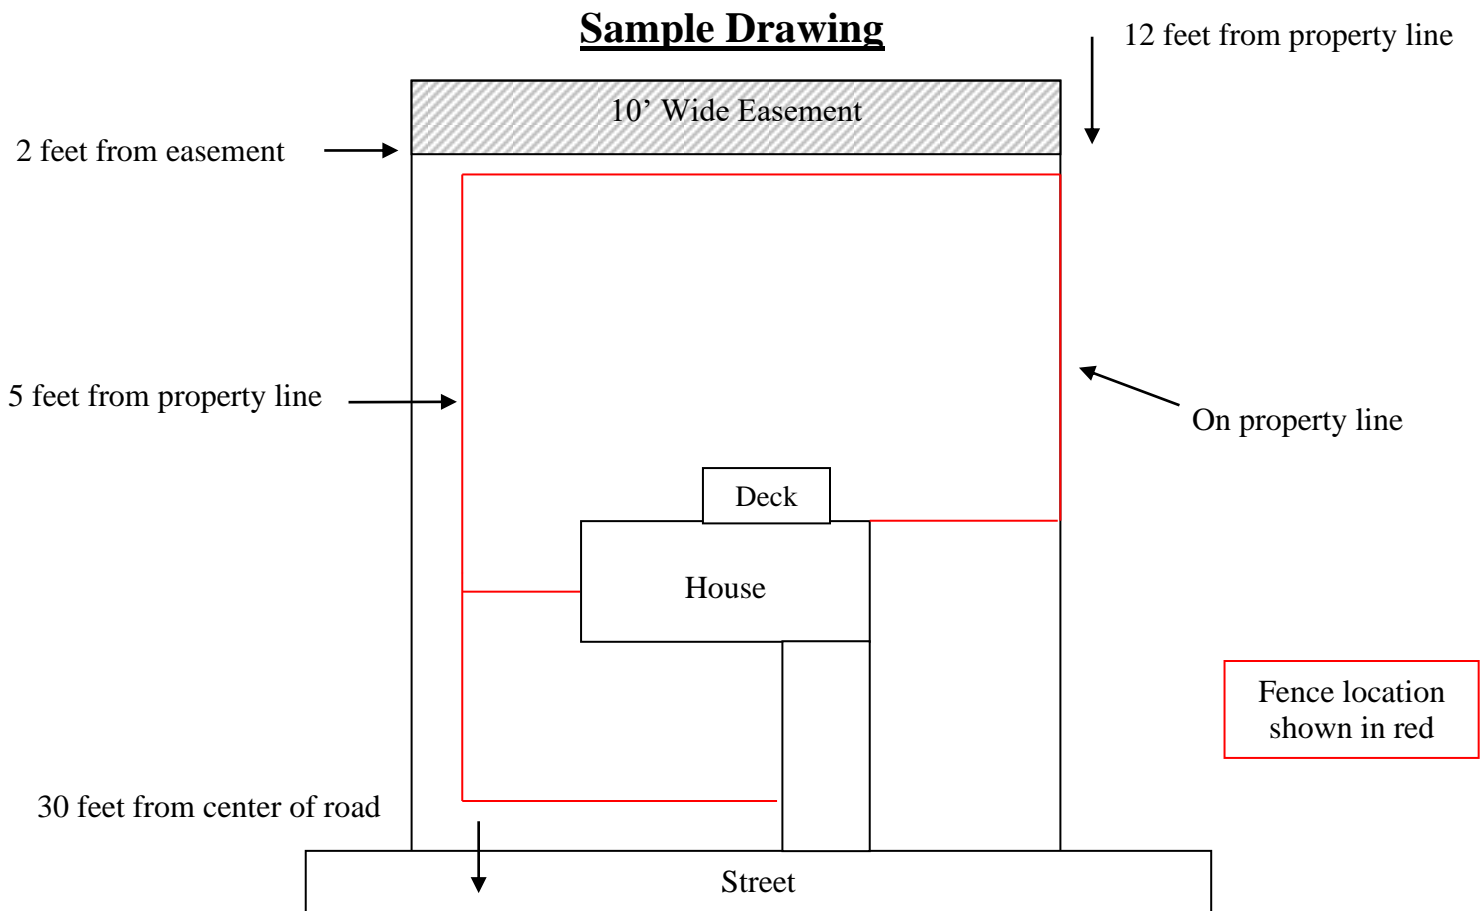 Sample Drawing
12 feet from property line
10’ Wide Easement
2 feet from easement
5 feet from property line
On property line
Deck
House
Fence location
shown in red
30 feet from center of road
Street